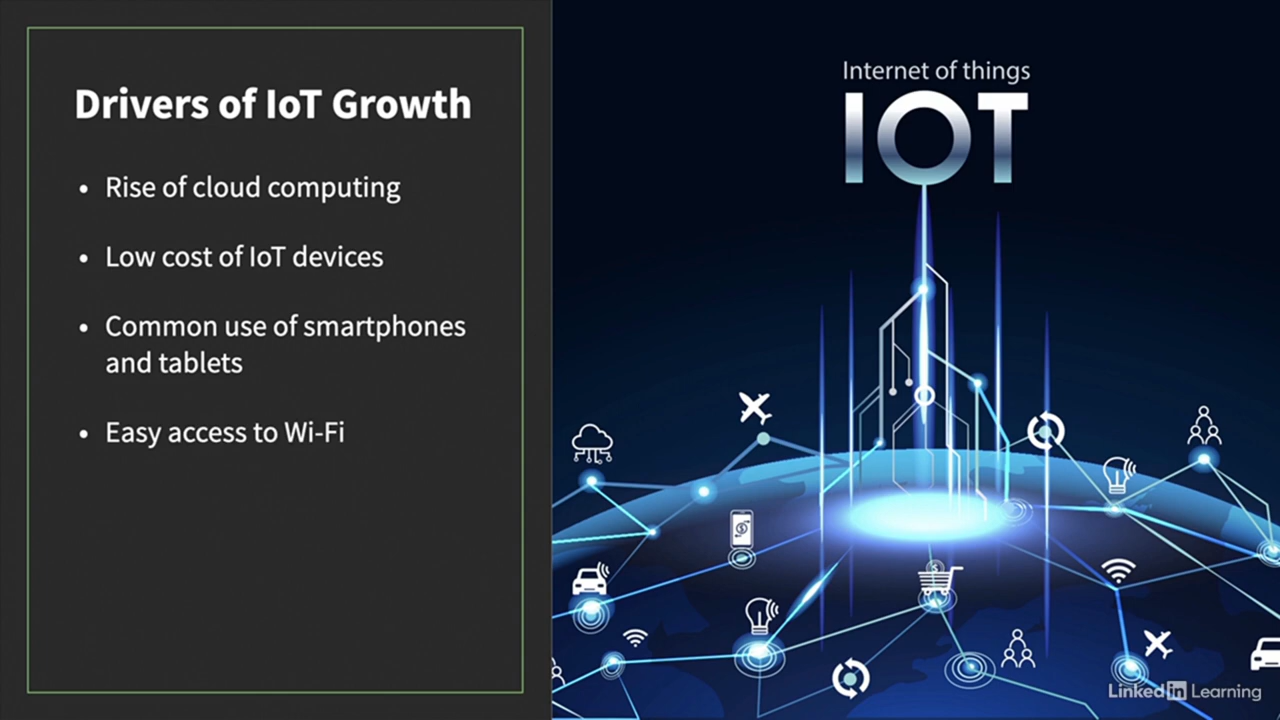 Drivers of IoT Growth
• Rise of cloud computing
• Low cost of IoT devices
• Common use of smartphones
and tablets
• Easy access to Wi-Fi
Internet of things
IOT
LinkedIn Learning